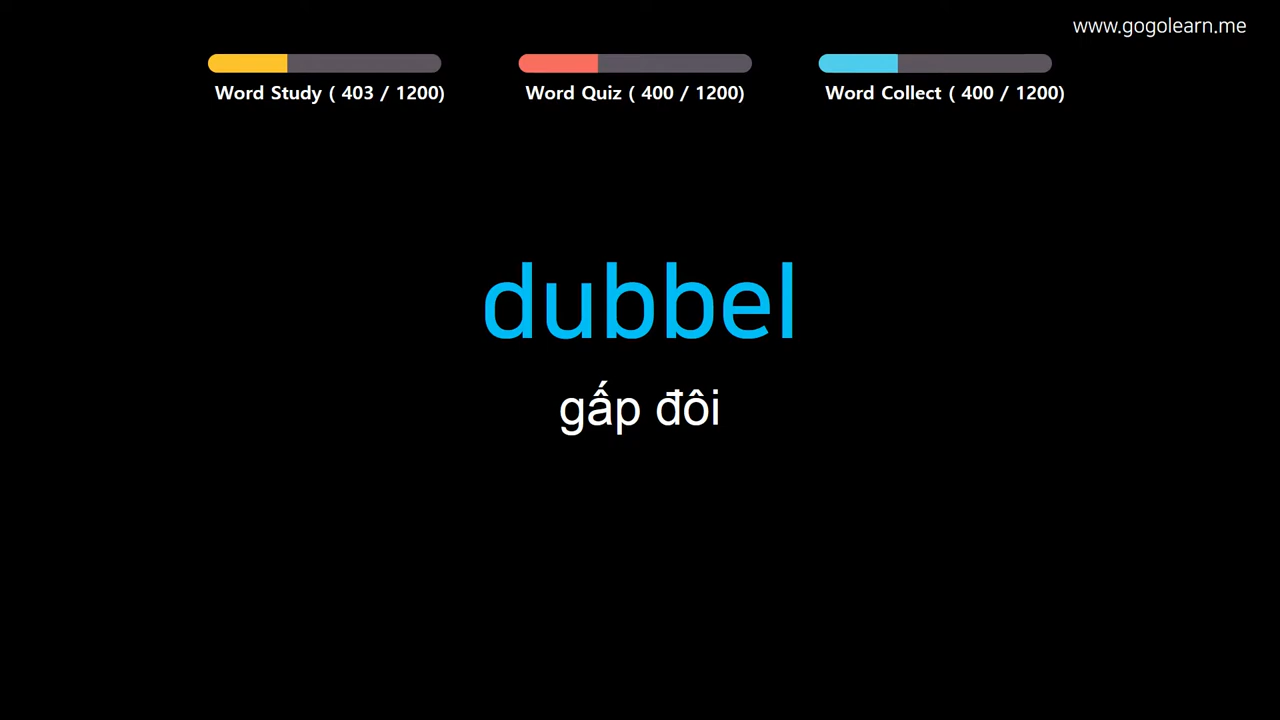 www.gogolearn.me
Word Study ( 403 / 1200)
Word Quiz ( 400 / 1200)
Word Collect ( 400 / 1200)
dubbel
gấp đôi